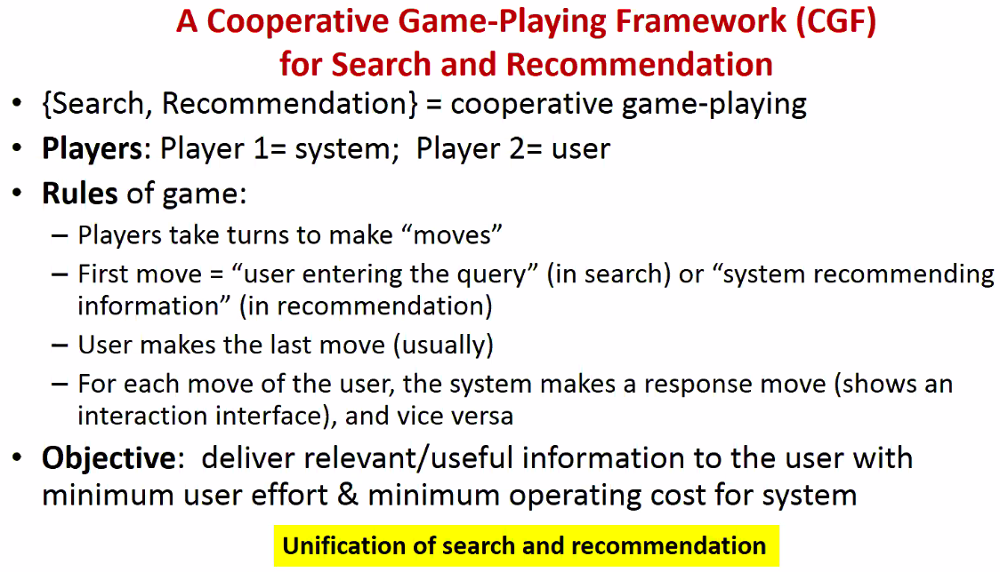 A Cooperative Game-Playing Framework (CGF)
for Search and Recommendation
• {Search, Recommendation} = cooperative game-playing
• Players: Player 1= system;  Player 2= user
• Rules of game:
– Players take turns to make “moves”
– First move = “user entering the query” (in search) or “system recommending
information” (in recommendation)
– User makes the last move (usually)
– For each move of the user, the system makes a response move (shows an
interaction interface), and vice versa
• Objective:  deliver relevant/useful information to the user with
minimum user effort & minimum operating cost for system
Unification of search and recommendation